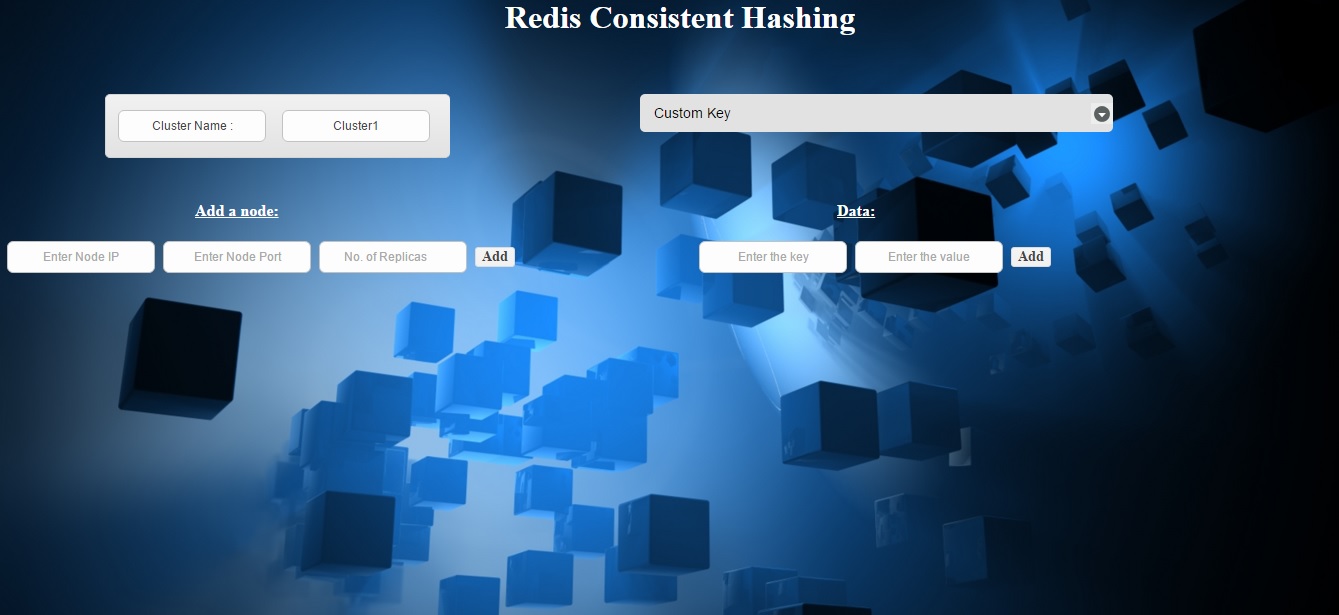 Redis Consistent Hashing
Cluster Name : Cluster1
Custom Key
Add a node:
Data:
Enter Node IP Enter Node Port No. of Replicas Add
Enter the key Enter the value Add